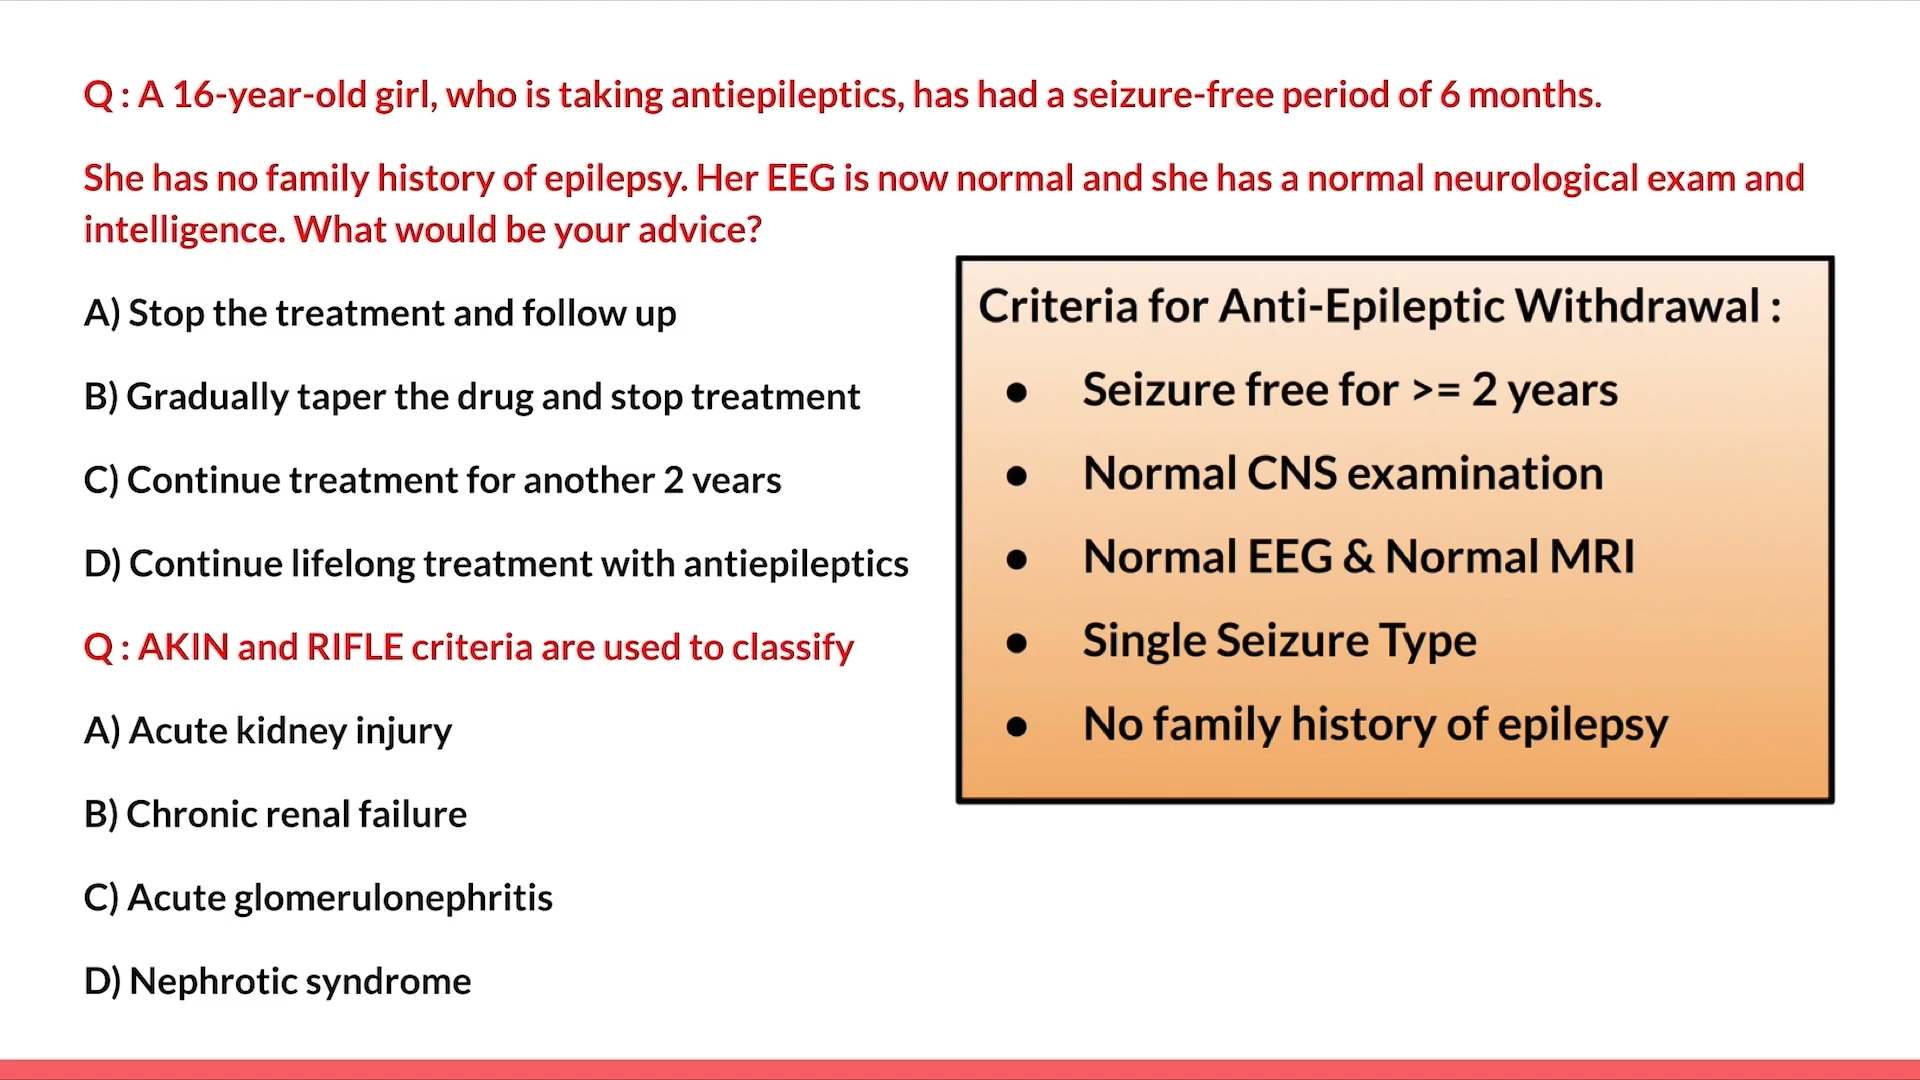 Q : A 16-year-old girl, who is taking antiepileptics, has had a seizure-free period of 6 months.
She has no family history of epilepsy. Her EEG is now normal and she has a normal neurological exam and
intelligence. What would be your advice?
A) Stop the treatment and follow up
B) Gradually taper the drug and stop treatment
C) Continue treatment for another 2 vears
D) Continue lifelong treatment with antiepileptics
Q : AKIN and RIFLE criteria are used to classify
A) Acute kidney injury
B) Chronic renal failure
C) Acute glomerulonephritis
D) Nephrotic syndrome
Criteria for Anti-Epileptic Withdrawal :
● Seizure free for >= 2 years
● Normal CNS examination
● Normal EEG & Normal MRI
● Single Seizure Type
● No family history of epilepsy